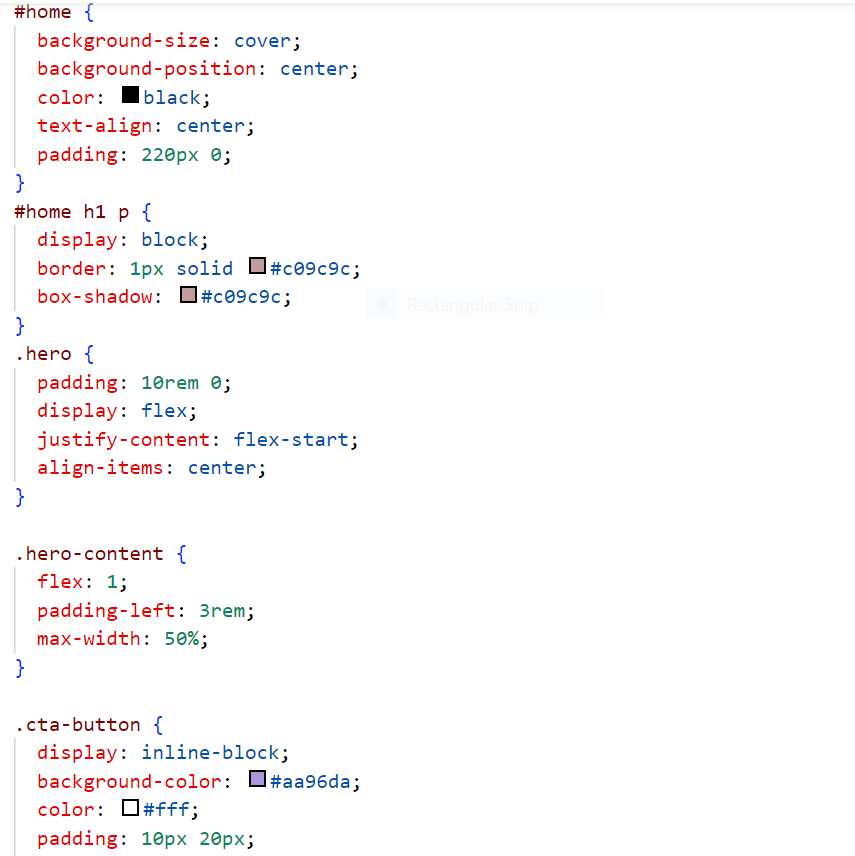 #home {
background-size: cover;
background-position: center;
color: black;
text-align: center;
padding: 220px 0;
}
#home h1 p {
display: block;
border: 1px solid #c09c9c;
box-shadow: #c09c9c;
Rectangular Snip
}
.hero {
padding: 10rem 0;
display: flex;
justify-content: flex-start;
align-items: center;
}
.hero-content {
flex: 1;
padding-left: 3rem;
max-width: 50%;
}
.cta-button {
display: inline-block;
background-color: #aa96da;
color: #fff;
padding: 10px 20px;